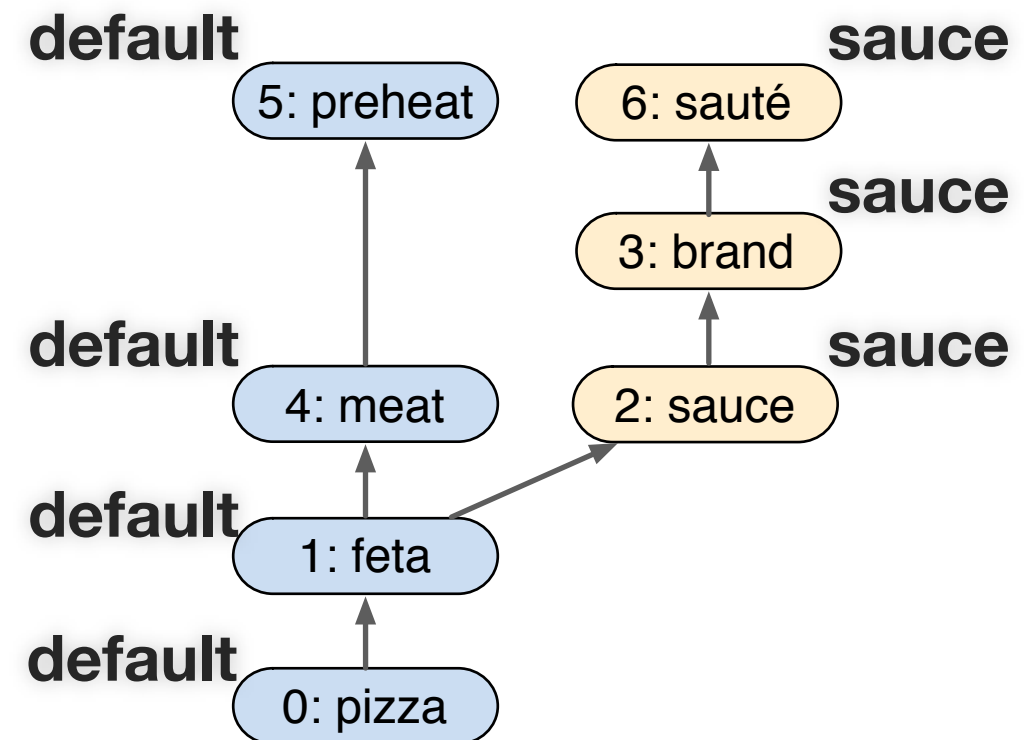 default
sauce
5: preheat
6: sauté
sauce
3: brand
default
sauce
4: meat
2: sauce
default
1: feta
default
0: pizza